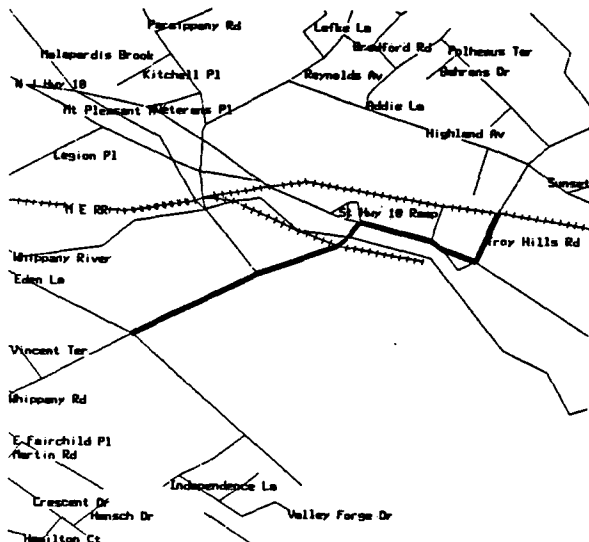 Parsippany Rd
Lefke La
Bradford Rd
Polhemus Ter
Malapardis Brook
Kitchell Pl
Reynolds Av
Behrens Dr
N J Hwy 10
Mt Pleasant Av
Veterans Pl
Addie La
Highland Av
Legion Pl
Sunset
M E RR
St Hwy 10 Ramp
Troy Hills Rd
Whippany River
Eden La
Vincent Ter
Whippany Rd
E Fairchild Pl
Martin Rd
Independence La
Crescent Dr
Hensch Dr
Valley Forge Dr
Hamilton Ct